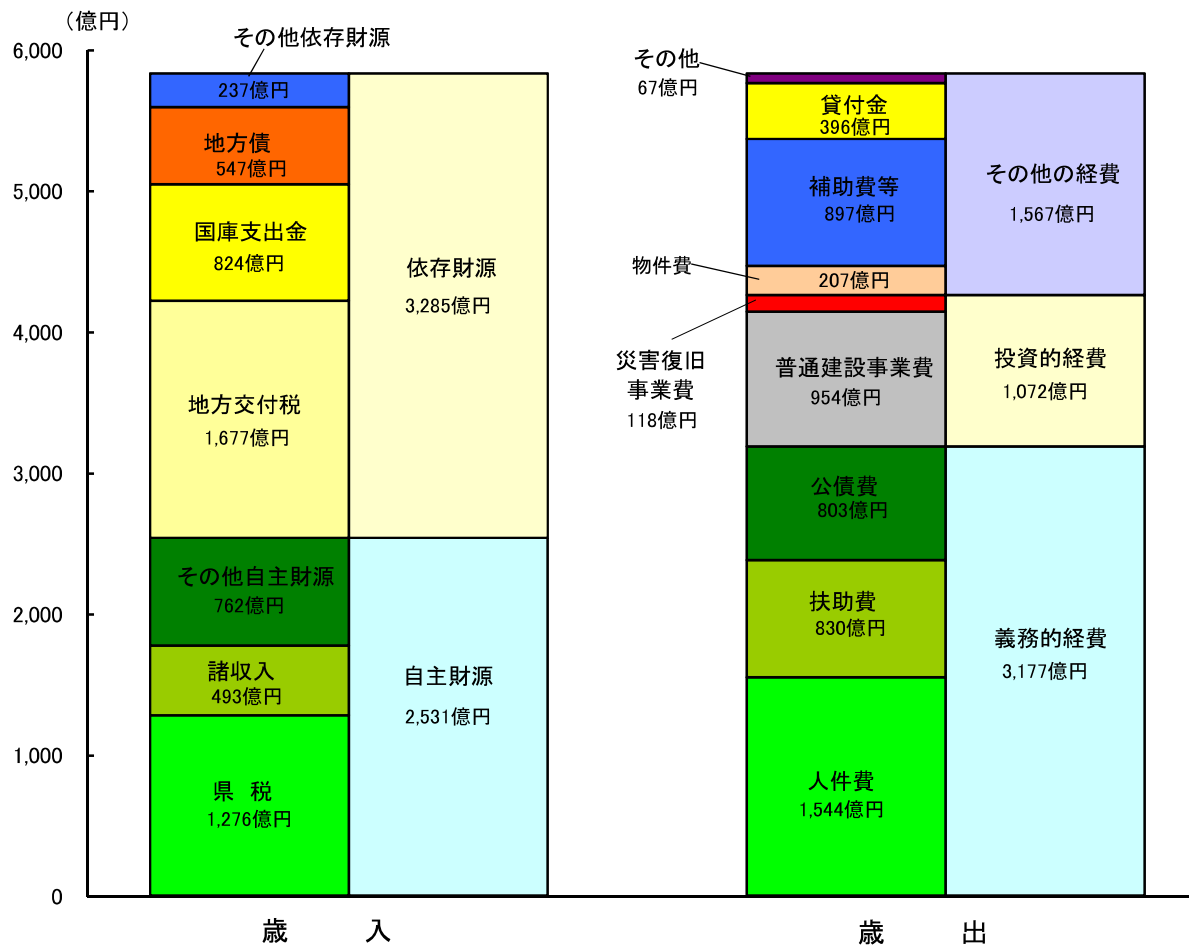 （億円）
6,000
5,000
4,000
3,000
2,000
1,000
0
その他依存財源
237億円
地方債
547億円
国庫支出金
824億円
地方交付税
1,677億円
その他自主財源
762億円
諸収入
493億円
県 税
1,276億円
依存財源
3,285億円
自主財源
2,531億円
歳 入
その他
67億円
貸付金
396億円
補助費等
897億円
物件費
207億円
災害復旧
事業費
118億円
普通建設事業費
954億円
公債費
803億円
扶助費
830億円
人件費
1,544億円
その他の経費
1,567億円
投資的経費
1,072億円
義務的経費
3,177億円
歳 出